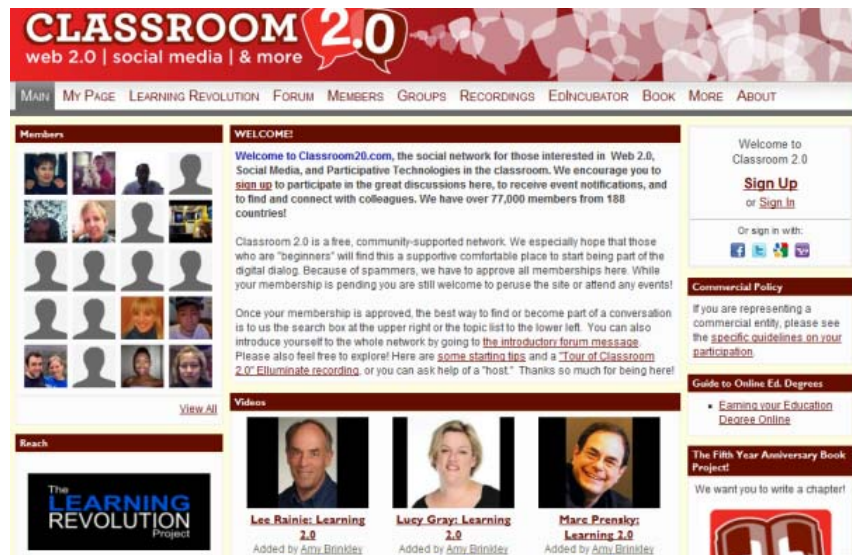 CLASSROOM 2.0
web 2.0 | social media | & more
MAIN MY PAGE LEARNING REVOLUTION FORUM MEMBERS GROUPS RECORDINGS EDINCUBATOR BOOK MORE ABOUT
Members
View All
Reach
The
LEARNING
REVOLUTION
Project
WELCOME!
Welcome to Classroom20.com, the social network for those interested in Web 2.0,
Social Media, and Participative Technologies in the classroom. We encourage you to
sign up to participate in the great discussions here, to receive event notifications, and
to find and connect with colleagues. We have over 77,000 members from 188
countries!
Classroom 2.0 is a free, community-supported network. We especially hope that those
who are "beginners" will find this a supportive comfortable place to start being part of the
digital dialog. Because of spammers, we have to approve all memberships here. While
your membership is pending you are still welcome to peruse the site or attend any events!
Once your membership is approved, the best way to find or become part of a conversation
is to us the search box at the upper right or the topic list to the lower left. You can also
introduce yourself to the whole network by going to the introductory forum message.
Please also feel free to explore! Here are some starting tips and a "Tour of Classroom
2.0" Elluminate recording, or you can ask help of a "host." Thanks so much for being here!
Videos
Lee Rainie: Learning
2.0
Added by Amy Brinkley
Lucy Gray: Learning
2.0
Added by Amy Brinkley
Marc Prensky:
Learning 2.0
Added by Amy Brinkley
Welcome to
Classroom 2.0
Sign Up
or Sign In
Or sign in with:
Commercial Policy
If you are representing a
commercial entity, please see
the specific guidelines on your
participation.
Guide to Online Ed. Degrees
Earning your Education
Degree Online
The Fifth Year Anniversary Book
Project!
We want you to write a chapter!